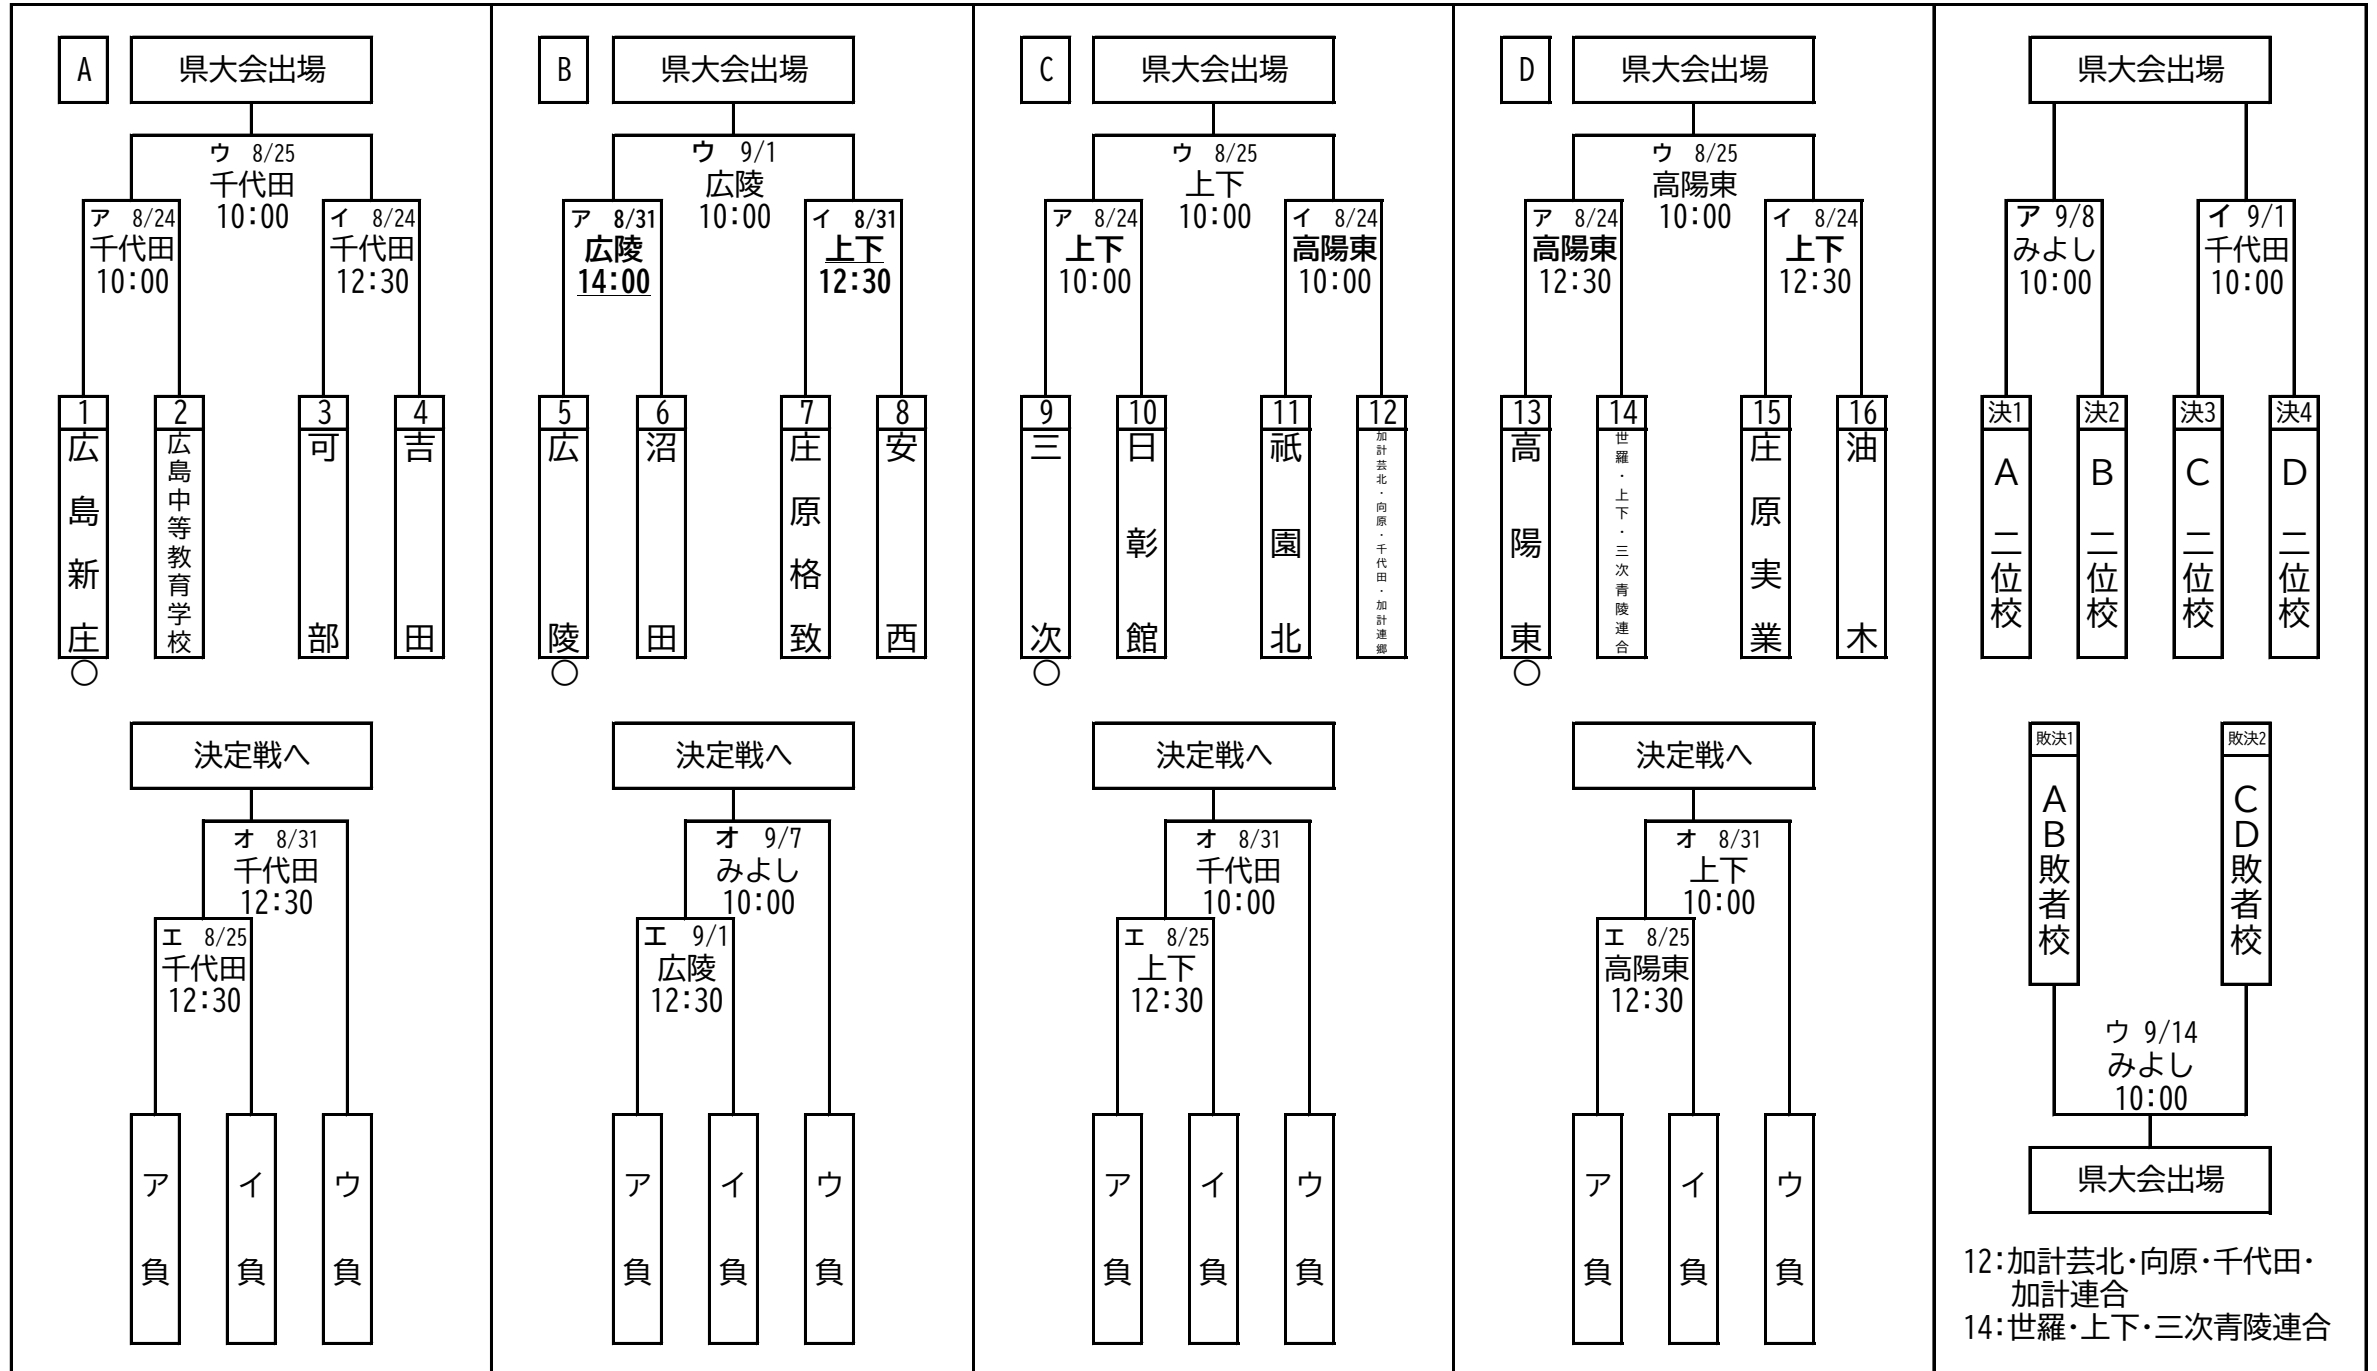 A
県大会出場
ウ 8/25
千代田
10:00
ア 8/24
千代田
10:00
イ 8/24
千代田
12:30
1
広島新庄
○
2
広島中等教育学校
3
可部
4
吉田
決定戦へ
オ 8/31
千代田
12:30
エ 8/25
千代田
12:30
ア負
イ負
ウ負
B
県大会出場
ウ 9/1
広陵
10:00
ア 8/31
広陵
14:00
イ 8/31
上下
12:30
5
広陵
○
6
沼田
7
庄原格致
8
安西
決定戦へ
オ 9/7
みよし
10:00
エ 9/1
広陵
12:30
ア負
イ負
ウ負
C
県大会出場
ウ 8/25
上下
10:00
ア 8/24
上下
10:00
イ 8/24
高陽東
10:00
9
三次
○
10
日彰館
11
祇園北
12
加計芸北・向原・千代田・加計連郷
決定戦へ
オ 8/31
千代田
10:00
エ 8/25
上下
12:30
ア負
イ負
ウ負
D
県大会出場
ウ 8/25
高陽東
10:00
ア 8/24
高陽東
12:30
イ 8/24
上下
12:30
13
高陽東
○
14
世羅・上下・三次青陵連合
15
庄原実業
16
油木
決定戦へ
オ 8/31
上下
10:00
エ 8/25
高陽東
12:30
ア負
イ負
ウ負
県大会出場
ア 9/8
みよし
10:00
イ 9/1
千代田
10:00
決1
A二位校
決2
B二位校
決3
C二位校
決4
D二位校
敗決1
AB敗者校
敗決2
CD敗者校
ウ 9/14
みよし
10:00
県大会出場
12:加計芸北・向原・千代田・
加計連合
14:世羅・上下・三次青陵連合